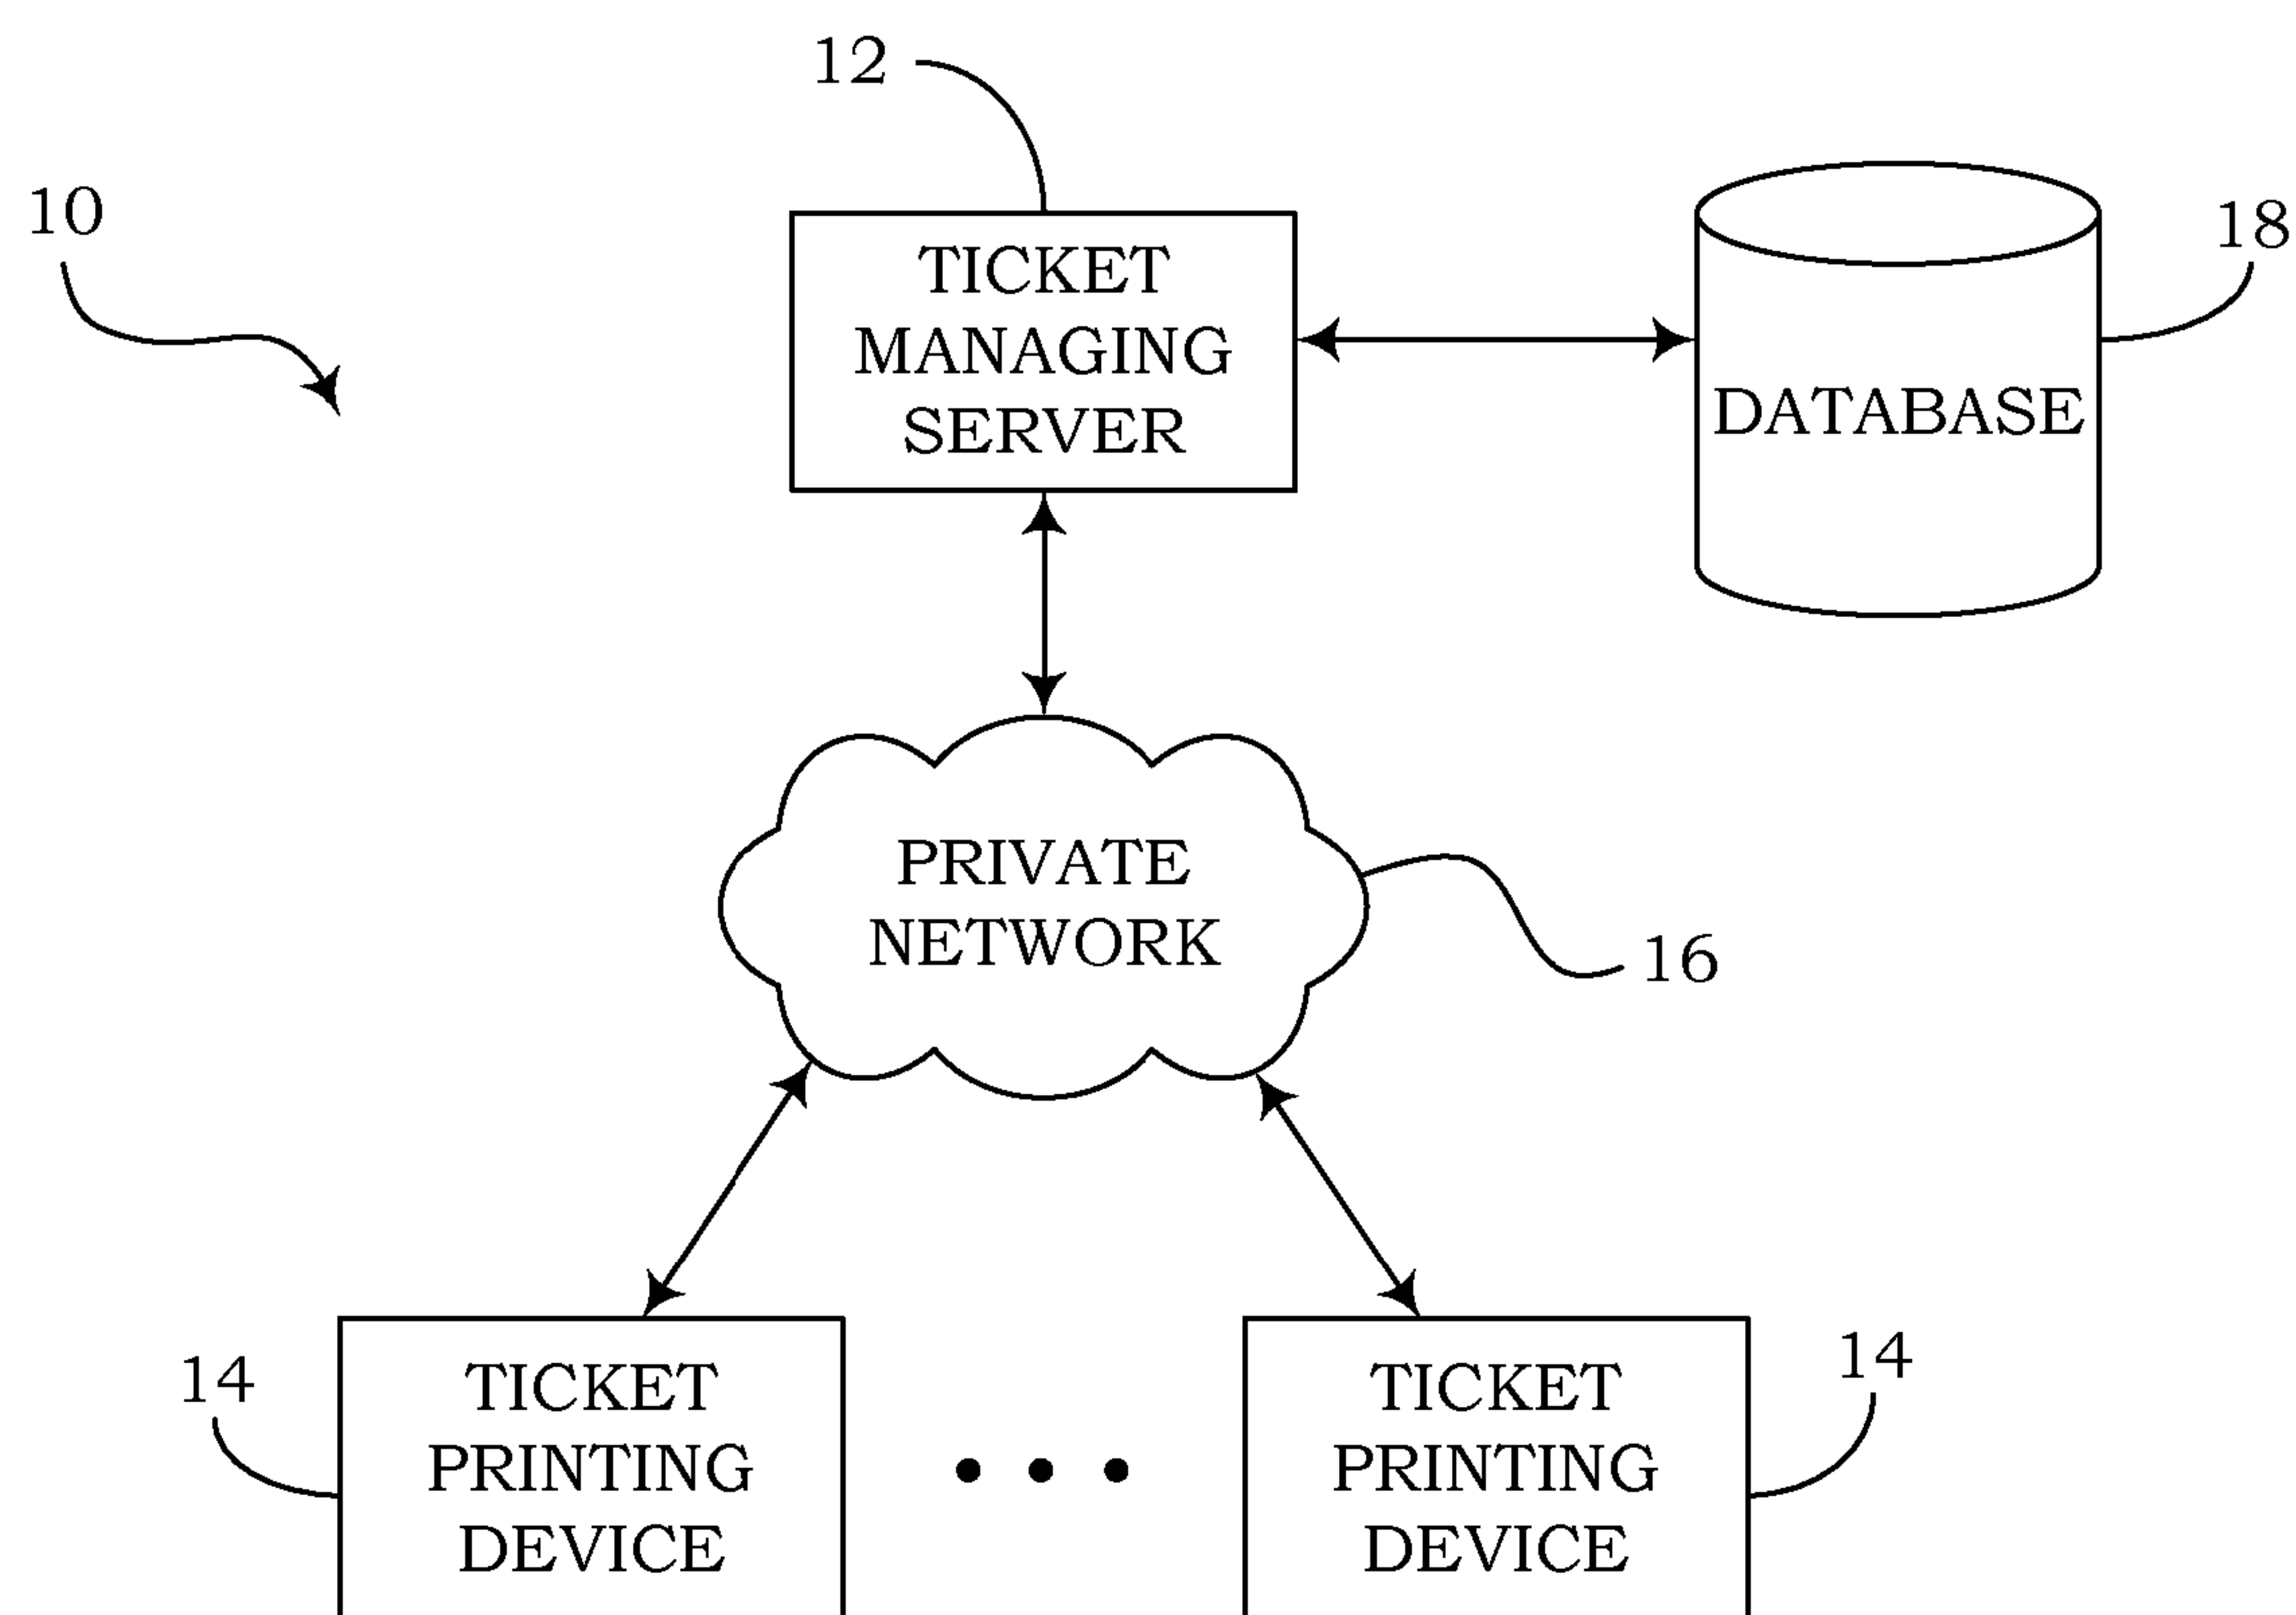 12
10
18
TICKET
MANAGING
SERVER
DATABASE
PRIVATE
NETWORK
16
14
TICKET
PRINTING
DEVICE
TICKET
PRINTING
DEVICE
14